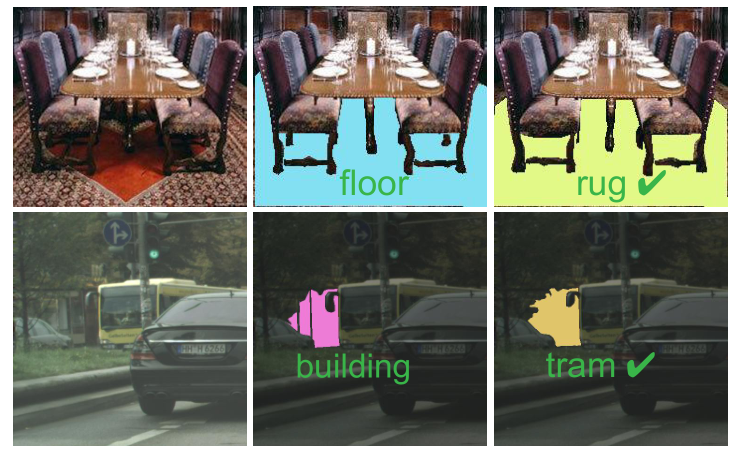 floor
rug ✔
building
tram ✔